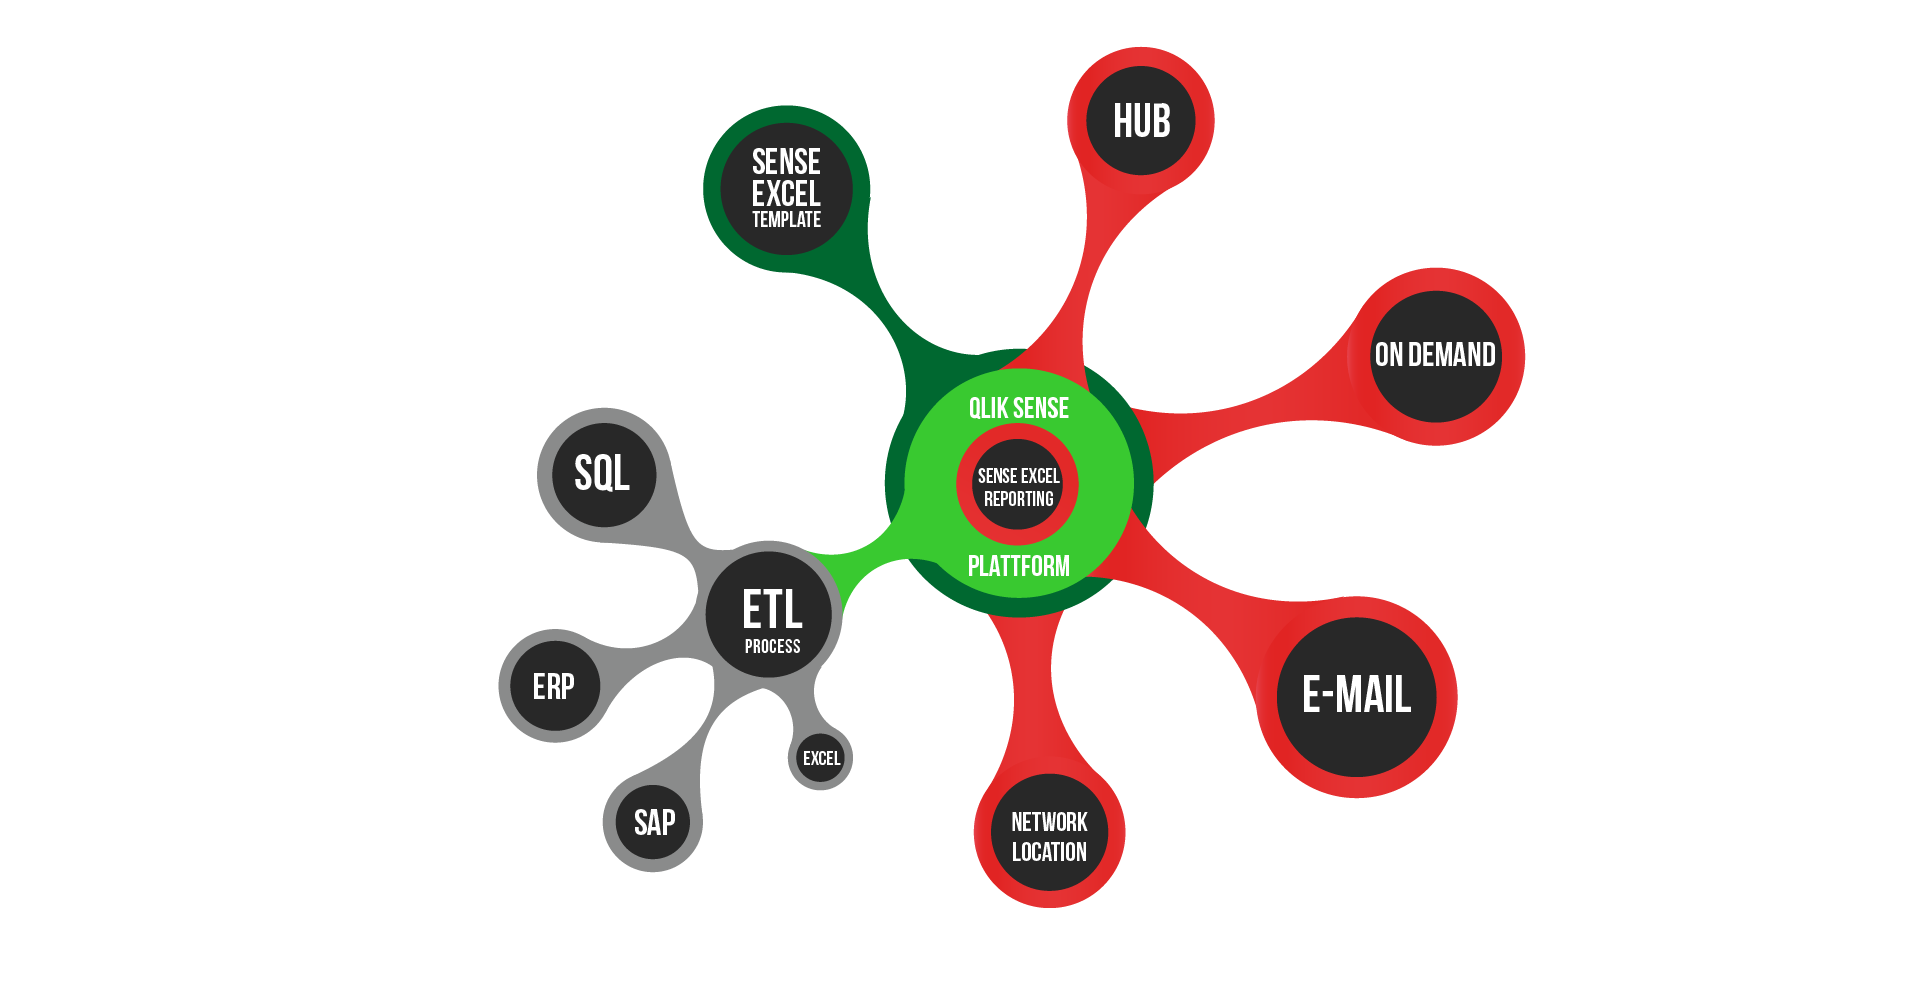 HUB
SENSE
EXCEL
TEMPLATE
ON DEMAND
QLIK SENSE
SENSE EXCEL
REPORTING
PLATTFORM
SQL
ETL
PROCESS
ERP
SAP
EXCEL
E-MAIL
NETWORK
LOCATION